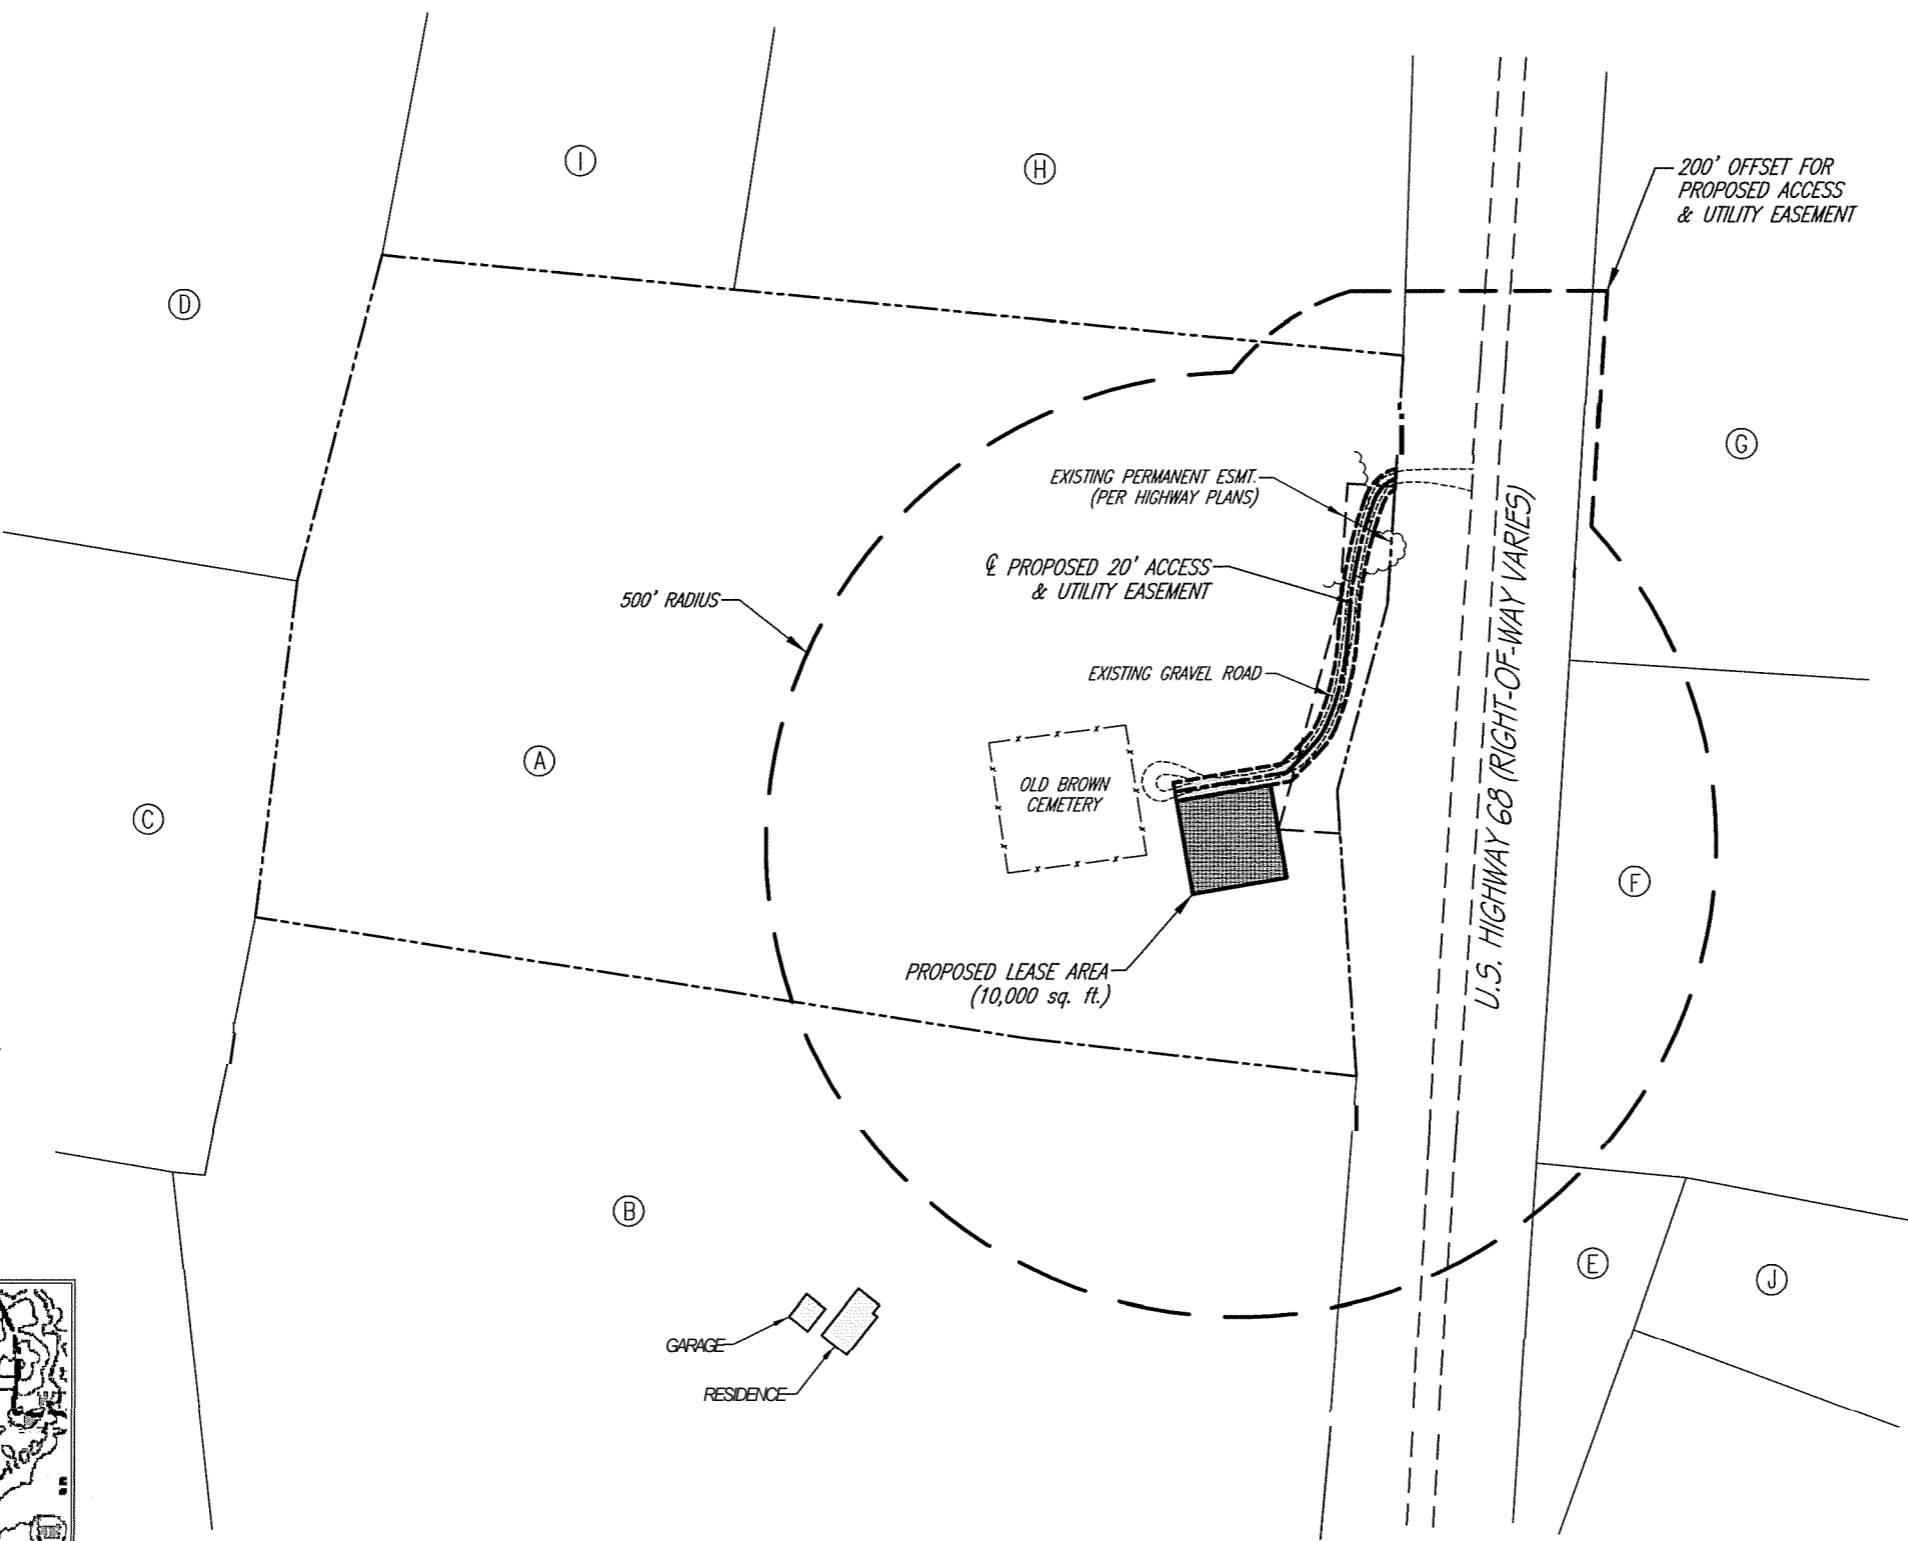 I
H
200' OFFSET FOR
PROPOSED ACCESS
& UTILITY EASEMENT
D
G
EXISTING PERMANENT ESMT.
(PER HIGHWAY PLANS)
℄ PROPOSED 20' ACCESS
& UTILITY EASEMENT
500' RADIUS
EXISTING GRAVEL ROAD
U.S. HIGHWAY 68 (RIGHT-OF-WAY VARIES)
A
OLD BROWN
CEMETERY
C
F
PROPOSED LEASE AREA
(10,000 sq. ft.)
B
E
J
GARAGE
RESIDENCE